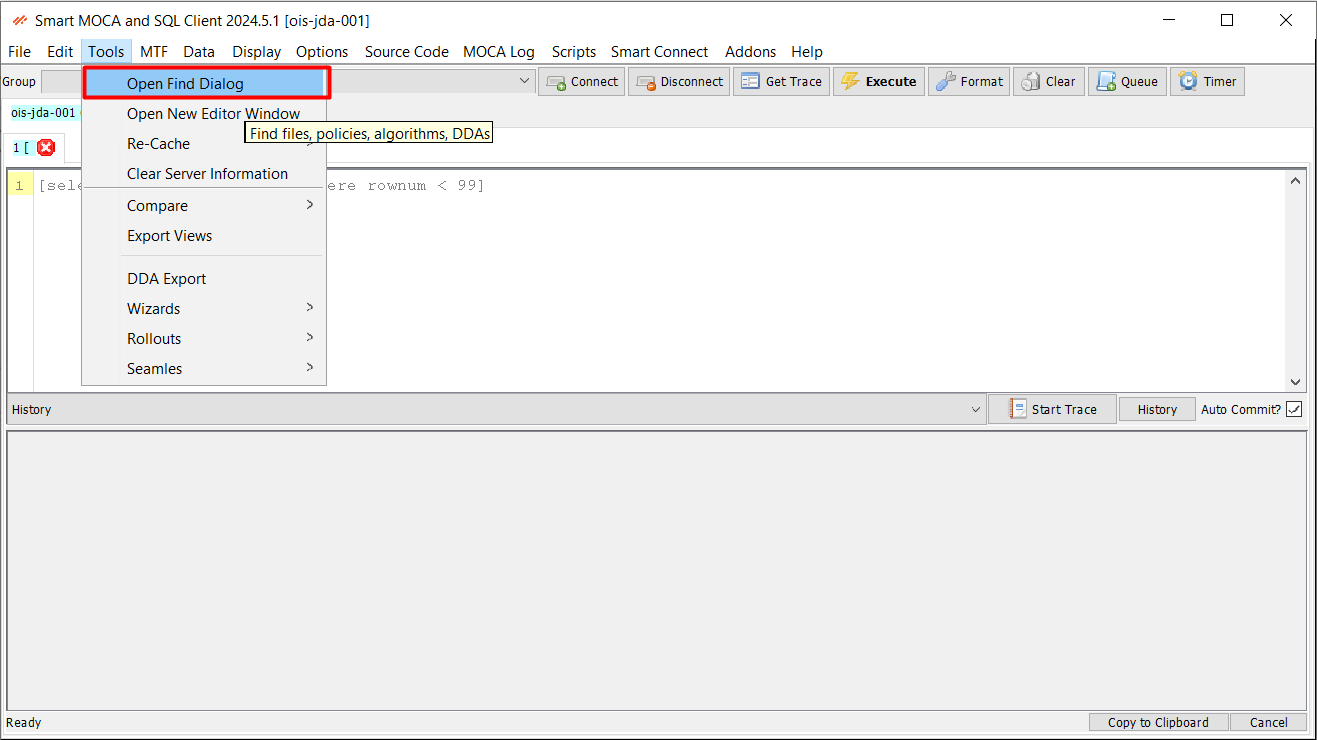 Smart MOCA and SQL Client 2024.5.1 [ois-jda-001]
File Edit Tools MTF Data Display Options Source Code MOCA Log Scripts Smart Connect Addons Help
Group Connect Disconnect Get Trace Execute Format Clear Queue Timer
Open Find Dialog
ois-jda-001
Open New Editor Window
Find files, policies, algorithms, DDAs
1 [
Re-Cache
Clear Server Information
1 [sele ere rownum < 99]
Compare
Export Views
DDA Export
Wizards
Rollouts
Seamles
History Start Trace History Auto Commit?
Ready Copy to Clipboard Cancel